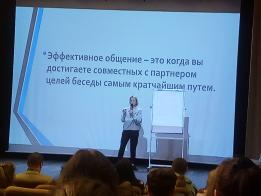 "Эффективное общение – это когда вы
достигаете совместных с партнером
целей беседы самым кратчайшим путем.